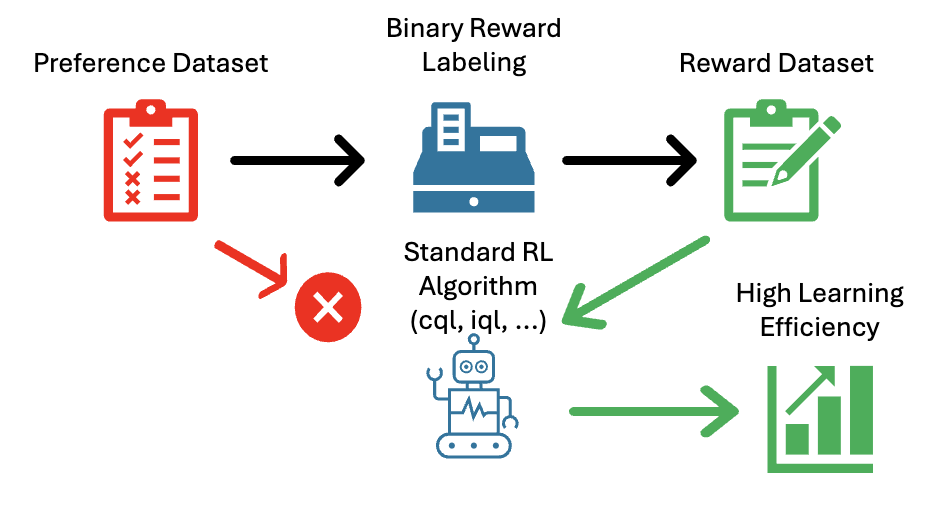 Binary Reward
Labeling
Preference Dataset
Reward Dataset
Standard RL
Algorithm
(cql, iql, ...)
High Learning
Efficiency